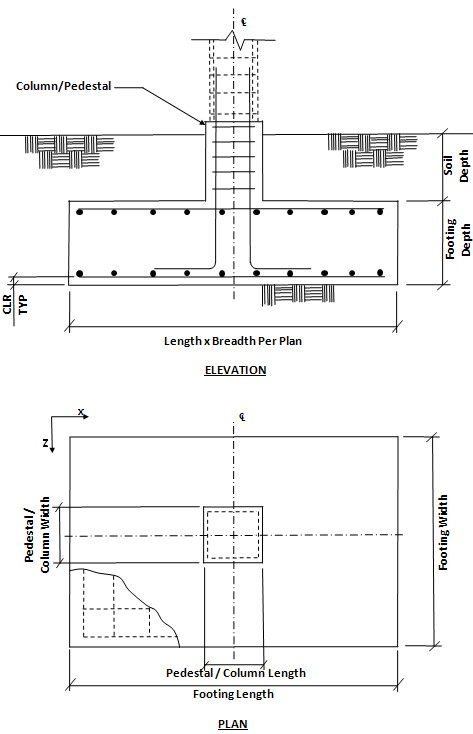 ℄
Column/Pedestal
Soil
Depth
Footing
Depth
CLR
TYP
Length x Breadth Per Plan
ELEVATION
X
Z
℄
Pedestal /
Column Width
Footing Width
Pedestal / Column Length
Footing Length
PLAN